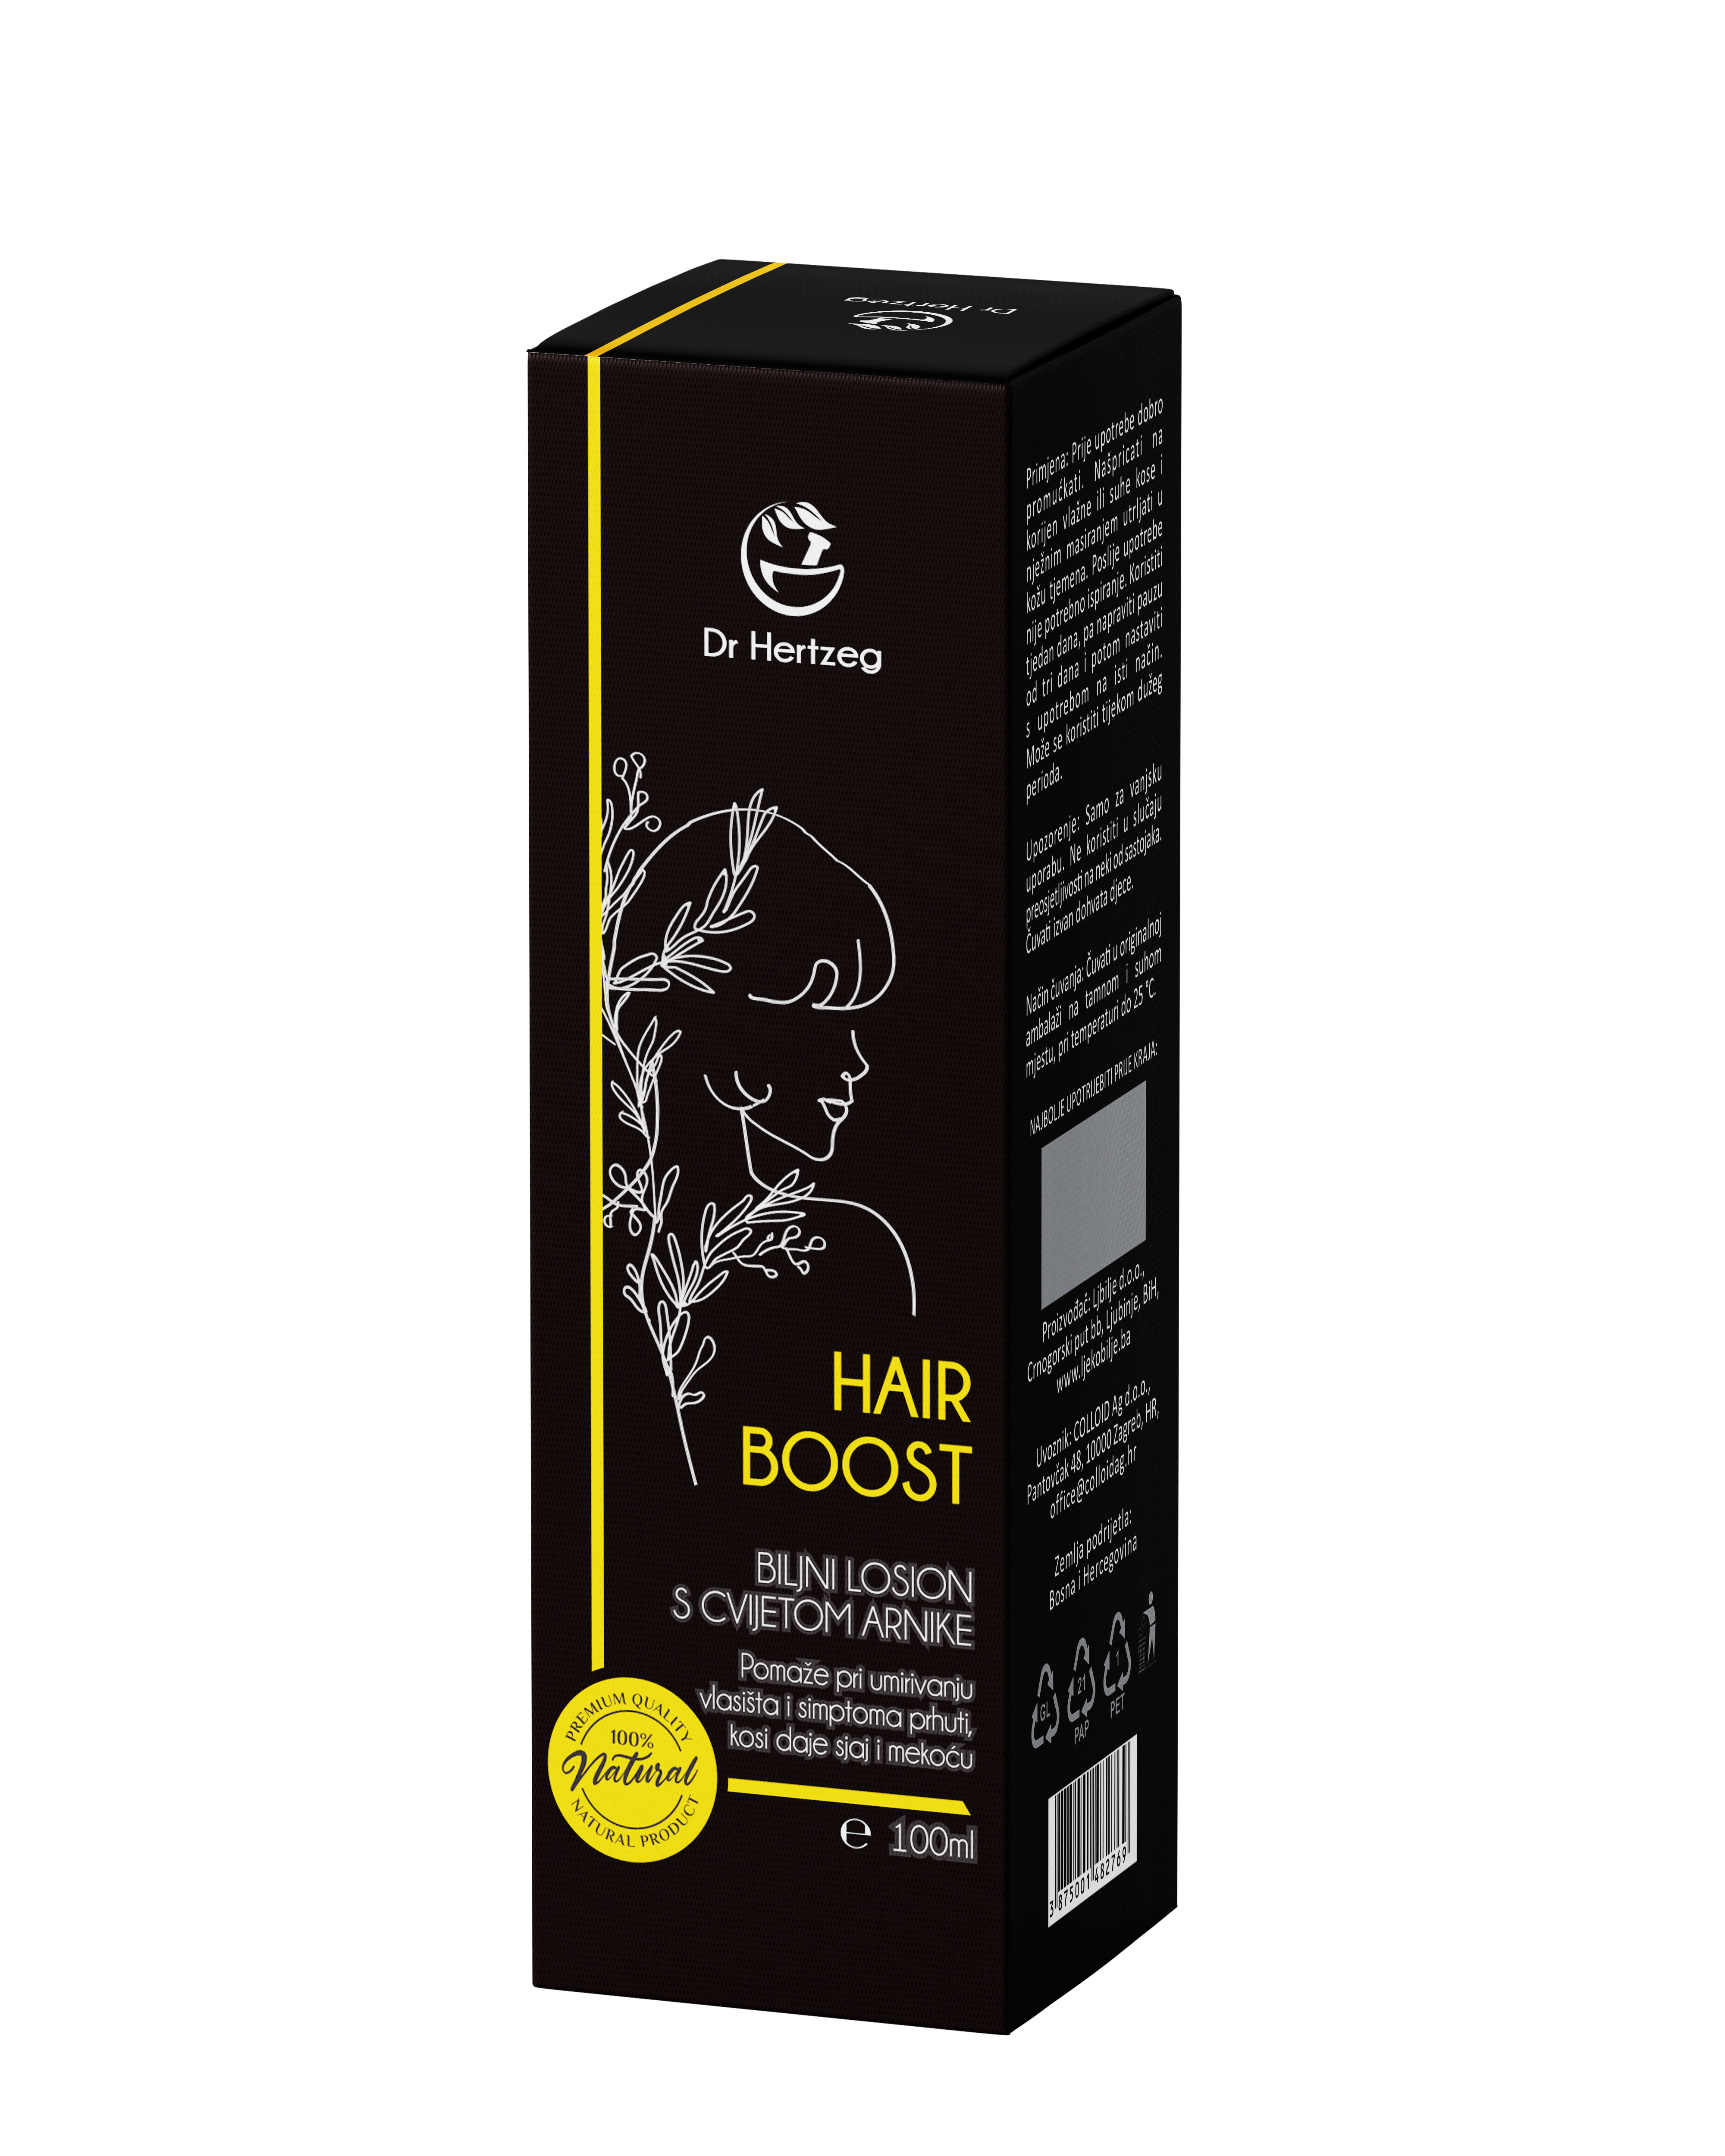 Dr Hertzeg
Dr Hertzeg
HAIR
BOOST
BILJNI LOSION
S CVIJETOM ARNIKE
Pomaže pri umirivanju
vlasišta i simptoma prhuti,
kosi daje sjaj i mekoću
PREMIUM QUALITY
100%
Natural
NATURAL PRODUCT
e 100ml
Primjena: Prije upotrebe dobro
promućkati. Našpricati na
korijen vlažne ili suhe kose i
nježnim masiranjem utrljati u
kožu tjemena. Poslije upotrebe
nije potrebno ispiranje. Koristiti
tjedan dana, pa napraviti pauzu
od tri dana i potom nastaviti
s upotrebom na isti način.
Može se koristiti tijekom dužeg
perioda.
Upozorenje: Samo za vanjsku
uporabu. Ne koristiti u slučaju
preosjetljivosti na neki od sastojaka.
Čuvati izvan dohvata djece.
Način čuvanja: Čuvati u originalnoj
ambalaži na tamnom i suhom
mjestu, pri temperaturi do 25 °C.
NAJBOLJE UPOTRIJEBITI PRIJE KRAJA:
Proizvođač: Ljbilje d.o.o.,
Crnogorski put bb, Ljubinje, BiH,
www.ljekobilje.ba
Uvoznik: COLLOID Ag d.o.o.,
Pantovčak 48, 10000 Zagreb, HR,
office@colloidag.hr
Zemlja podrijetla:
Bosna i Hercegovina
GL
21
PAP
1
PET
3 875001 482769